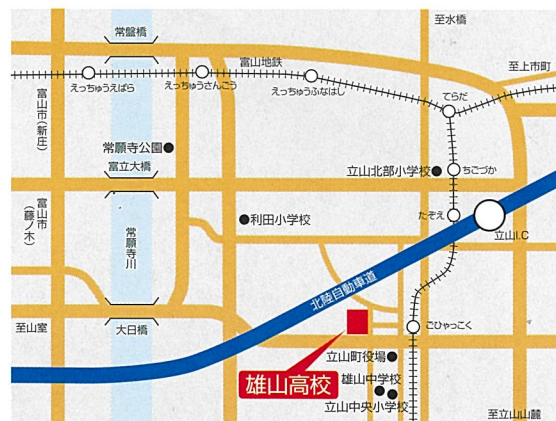 至水橋
常盤橋
富山地鉄
至上市町
えっちゅうえばら
えっちゅうさんごう
えっちゅうふなはし
てらだ
富山市(新庄)
常願寺公園
富立大橋
立山北部小学校
ちごづか
富山市(藤ノ木)
常願寺川
利田小学校
たぞえ
立山I.C
北陸自動車道
至山室
大日橋
ごひゃっこく
立山町役場
雄山高校
雄山中学校
立山中央小学校
至立山山麓